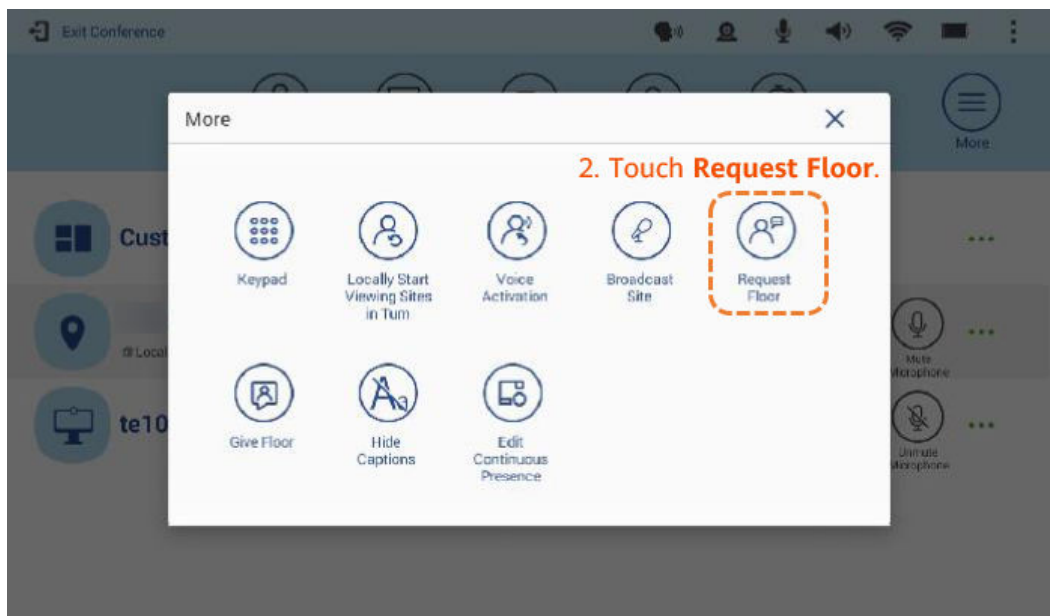 Exit Conference
More
More
2. Touch Request Floor.
Cust
Keypad
Locally Start
Viewing Sites
in Turn
Voice
Activation
Broadcast
Site
Request
Floor
Local
Mute
Microphone
te10
Give Floor
Hide
Captions
Edit
Continuous
Presence
Unmute
Microphone